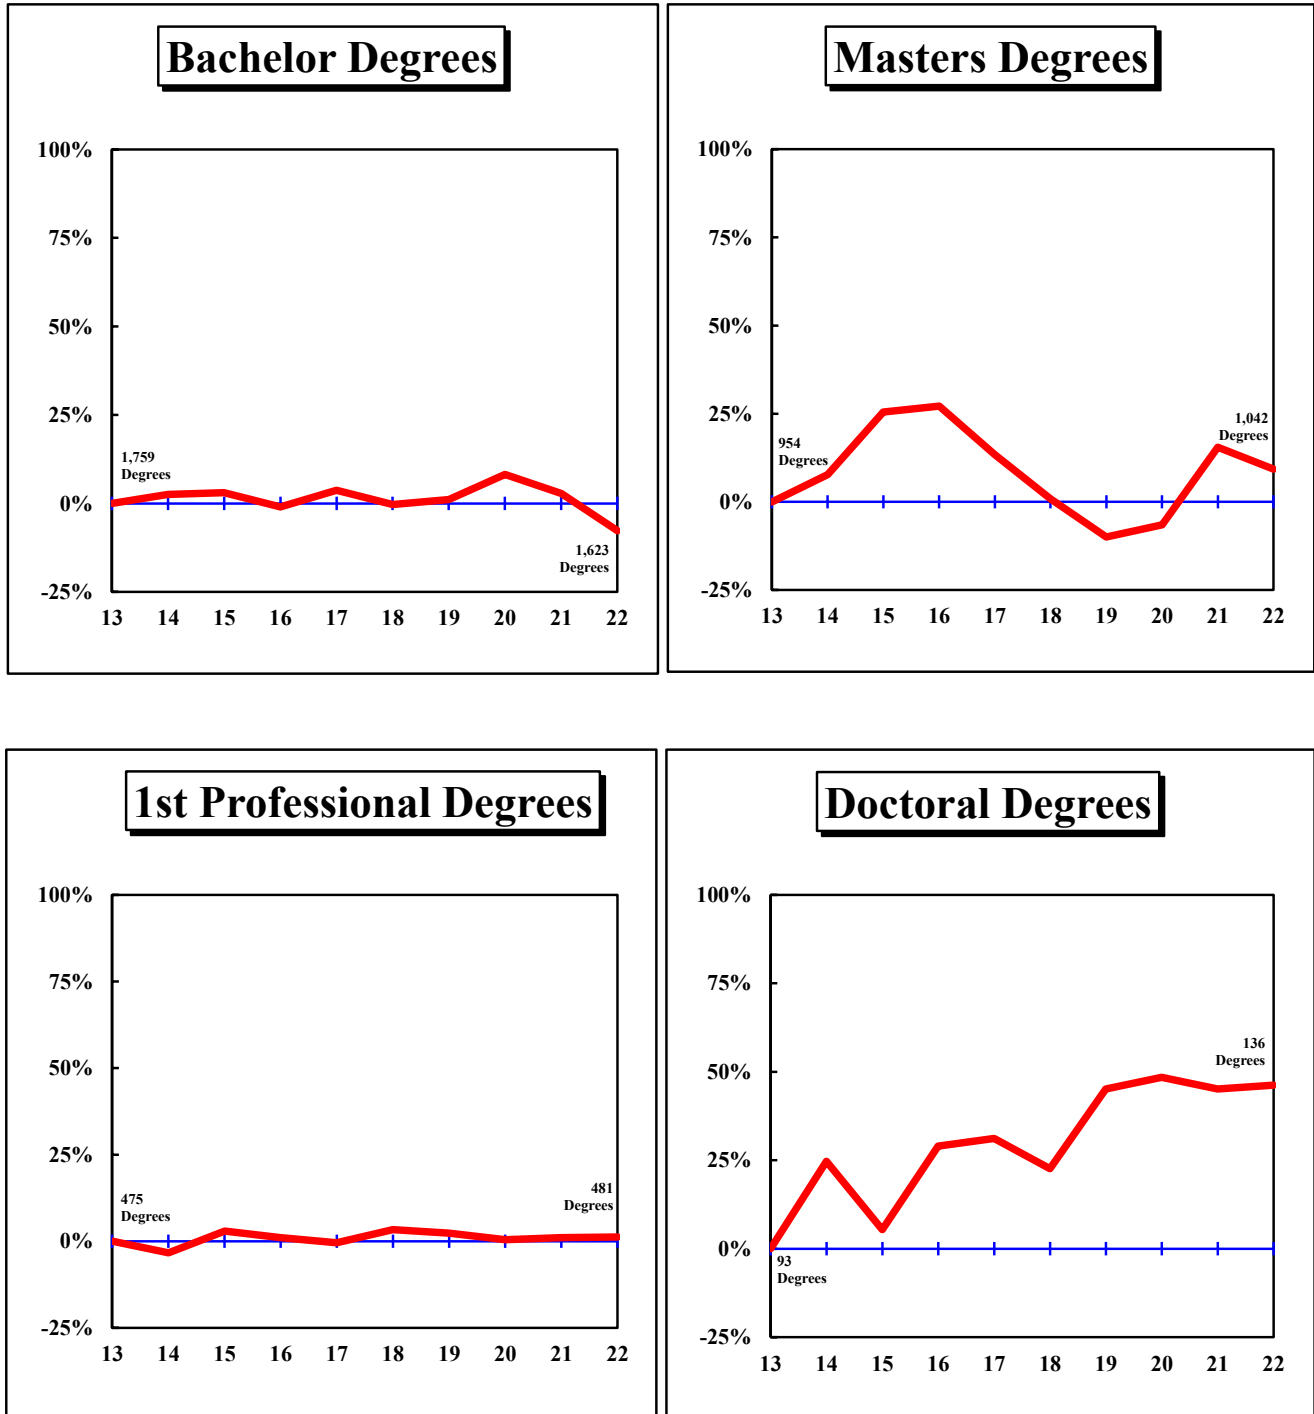 Bachelor Degrees
100%
75%
50%
25%
0%
-25%
1,759
Degrees
1,623
Degrees
13 14 15 16 17 18 19 20 21 22
Masters Degrees
100%
75%
50%
25%
0%
-25%
954
Degrees
1,042
Degrees
13 14 15 16 17 18 19 20 21 22
1st Professional Degrees
100%
75%
50%
25%
0%
-25%
475
Degrees
481
Degrees
13 14 15 16 17 18 19 20 21 22
Doctoral Degrees
100%
75%
50%
25%
0%
-25%
93
Degrees
136
Degrees
13 14 15 16 17 18 19 20 21 22